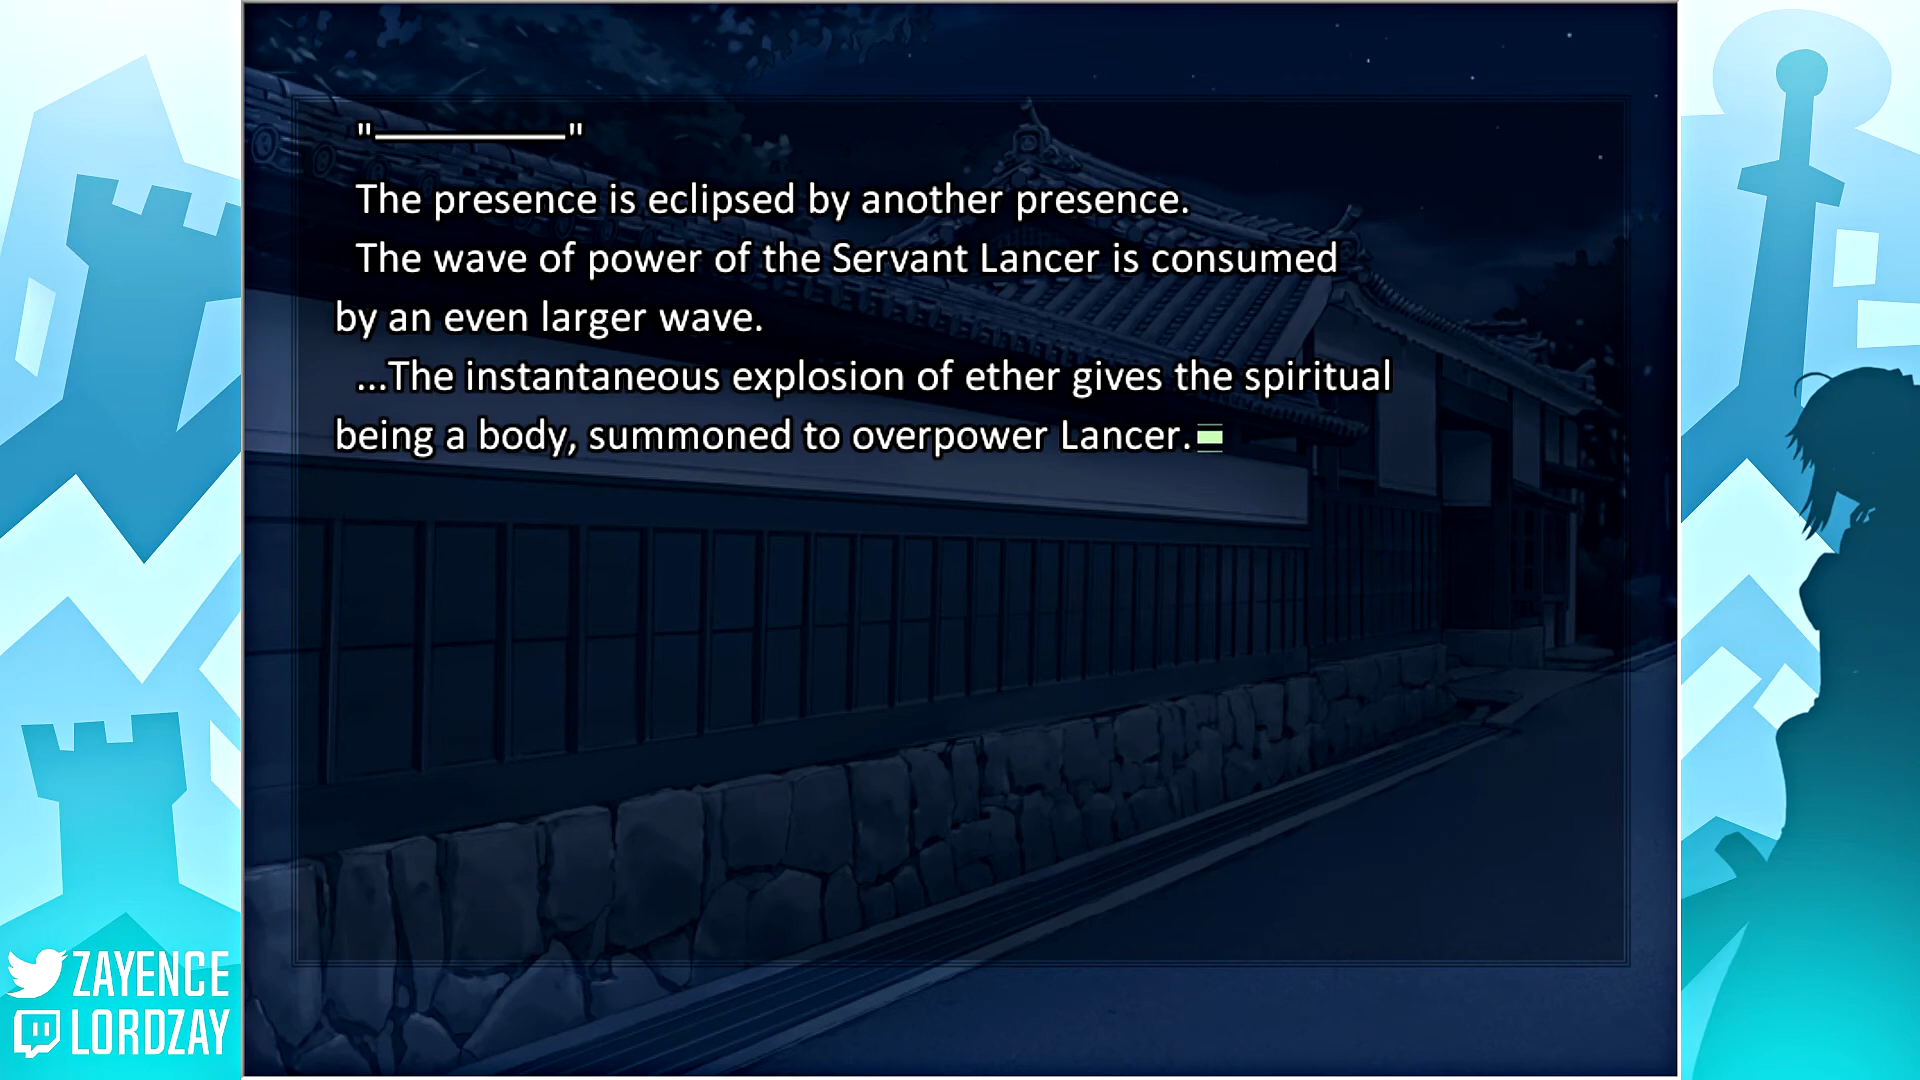 "—————"
The presence is eclipsed by another presence.
The wave of power of the Servant Lancer is consumed
by an even larger wave.
...The instantaneous explosion of ether gives the spiritual
being a body, summoned to overpower Lancer.
ZAYENCE
LORDZAY